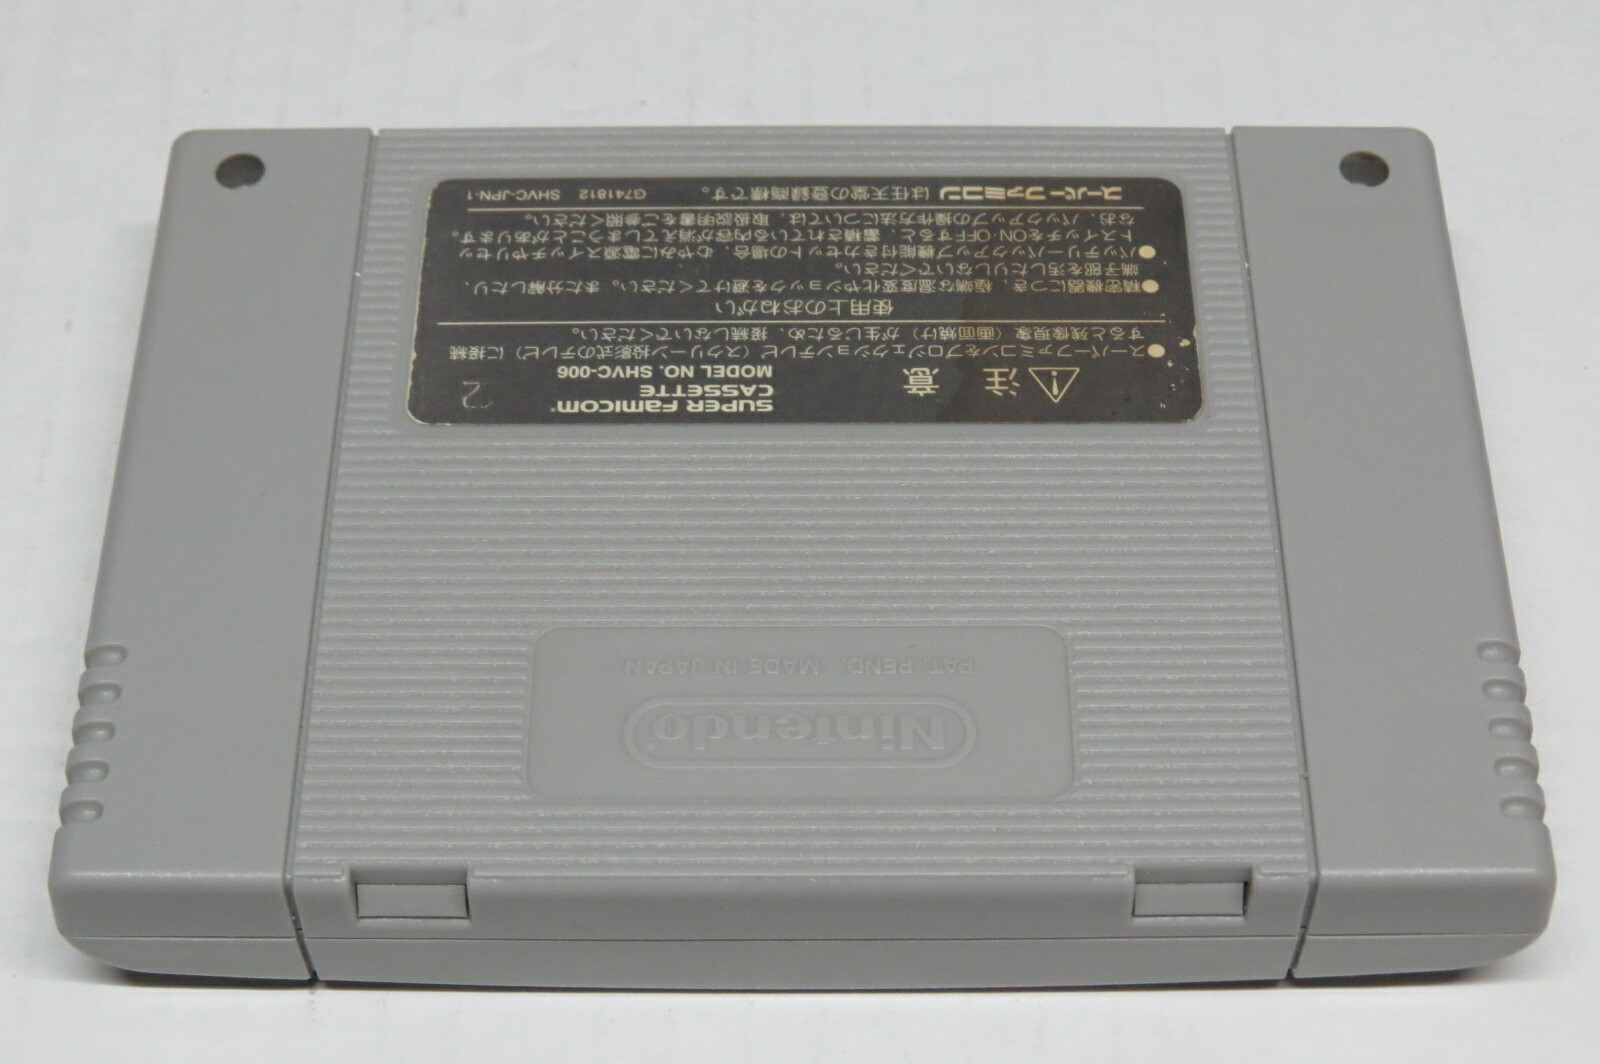 SUPER FAMICOM
CASSETTE
MODEL NO. SHVC-006
注意
●スーパーファミコンをプロジェクションテレビ（スクリーン投影式のテレビ）に接続
すると残像現象（画面焼け）が生じるため、接続しないでください。
使用上のおねがい
●精密機器につき、極端な温度変化やショックを避けてください。また分解したり、
端子部を汚したりしないでください。
●バッテリーバックアップ機能付きカセットの場合、むやみに電源スイッチやリセッ
トスイッチをON・OFFすると、蓄積されている内容が消えてしまうことがあります。
なお、バックアップの操作方法については、取扱説明書をご参照ください。
スーパーファミコン は任天堂の登録商標です。 G741812 SHVC-JPN-1
Nintendo®
PAT. PEND. MADE IN JAPAN